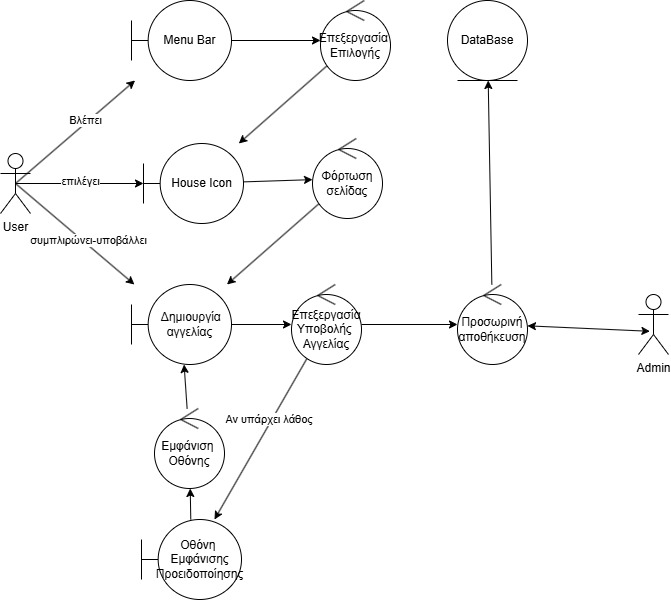 Menu Bar
Επεξεργασία
Επιλογής
DataBase
Βλέπει
User
επιλέγει
House Icon
Φόρτωση
σελίδας
συμπλιρώνει-υποβάλλει
Δημιουργία
αγγελίας
Επεξεργασία
Υποβολής
Αγγελίας
Προσωρινή
αποθήκευση
Admin
Αν υπάρχει λάθος
Εμφάνιση
Οθόνης
Οθόνη
Εμφάνισης
Προειδοποίησης